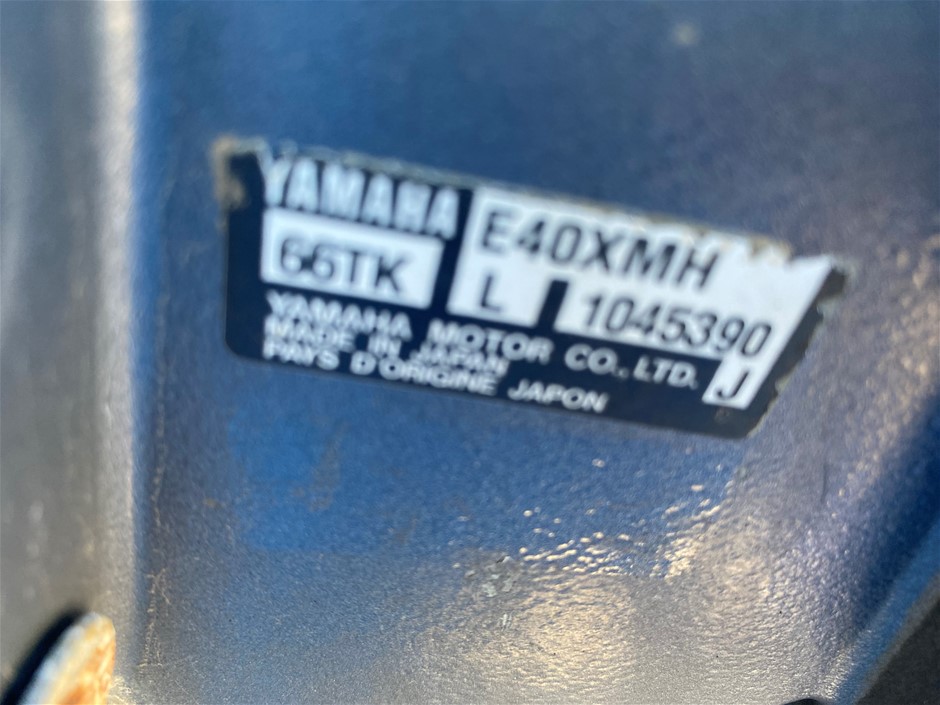 YAMAHA
E40XMH
66TK
L
1045390
YAMAHA MOTOR CO., LTD.
MADE IN JAPAN
J
PAYS D'ORIGINE JAPON